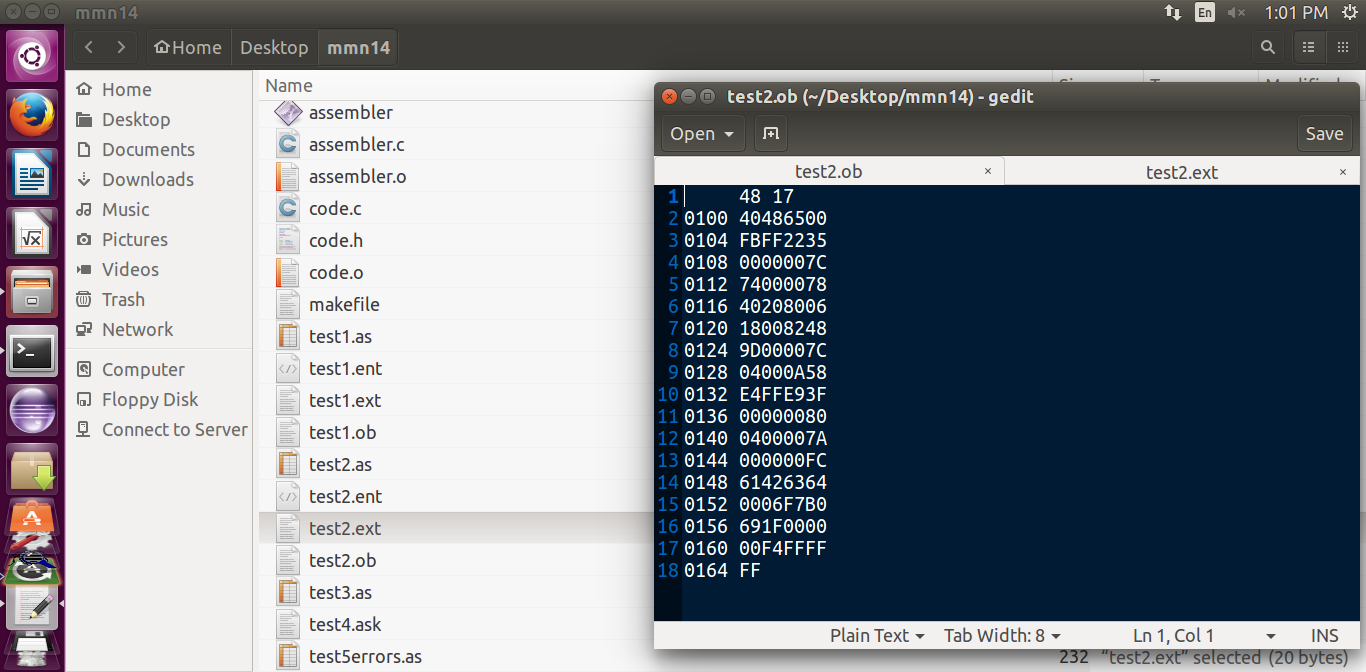 mmn14
En
1:01 PM
Home Desktop mmn14
Home
Desktop
Documents
Downloads
Music
Pictures
Videos
Trash
Network
Computer
Floppy Disk
Connect to Server
Name
assembler
assembler.c
assembler.o
code.c
code.h
code.o
makefile
test1.as
test1.ent
test1.ext
test1.ob
test2.as
test2.ent
test2.ext
test2.ob
test3.as
test4.ask
test5errors.as
test2.ob (~/Desktop/mmn14) - gedit
Open Save
test2.ob × test2.ext ×
1 48 17
2 0100 40486500
3 0104 FBFF2235
4 0108 0000007C
5 0112 74000078
6 0116 40208006
7 0120 18008248
8 0124 9D00007C
9 0128 04000A58
10 0132 E4FFE93F
11 0136 00000080
12 0140 0400007A
13 0144 000000FC
14 0148 61426364
15 0152 0006F7B0
16 0156 691F0000
17 0160 00F4FFFF
18 0164 FF
Plain Text Tab Width: 8 Ln 1, Col 1 INS
232 “test2.ext” selected (20 bytes)